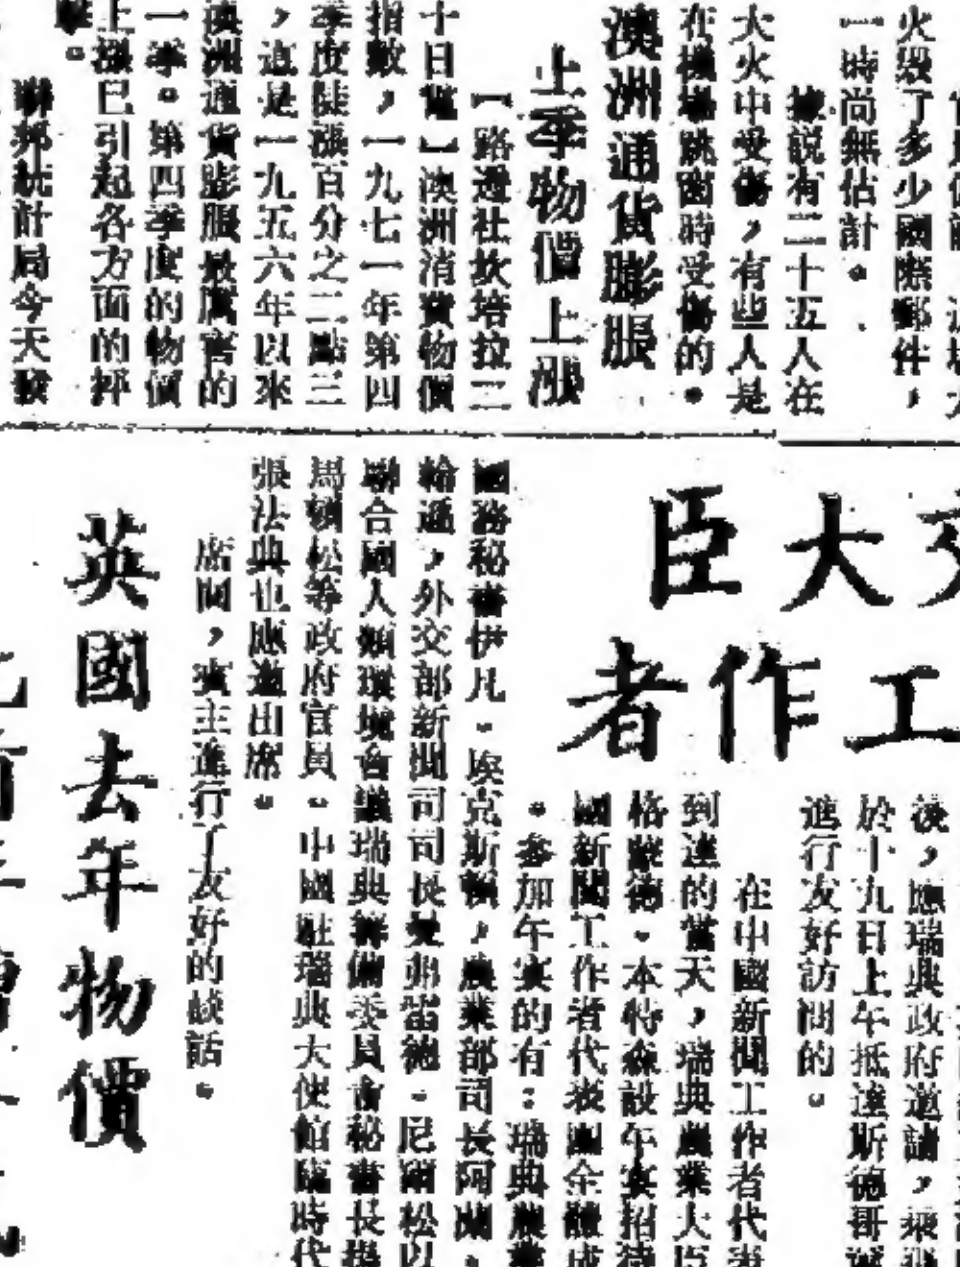 火毀了多少國際郵件，
一時尚無估計。
據說有二十五人在
大火中受傷，有些人是
在機場跳窗時受傷的。
澳洲通貨膨脹
上季物價上漲
【路透社坎培拉二
十日電】澳洲消費物價
指數，一九七一年第四
季度陡漲百分之二點三
，這是一九五六年以來
澳洲通貨膨脹最厲害的
一季。第四季度的物價
上漲已引起各方面的抨
擊。
聯邦統計局今天發
大臣
工作者
應瑞典政府邀請，乘飛
於十九日上午抵達斯德哥
進行友好訪問的。
在中國新聞工作者代表
到達的當天，瑞典農業大臣
本特森設午宴招待
國新聞工作者代表團全體成
。參加午宴的有：瑞典農業
國務秘書伊凡·埃克斯頓，農業部司長阿蘭·
，外交部新聞司司長·尼爾松以
聯合國人類環境會議瑞典籌備委員會秘書長
松等政府官員。中國駐瑞典大使館臨時代
張法典也應邀出席。
席間，賓主進行了友好的談話。
英國去年物價